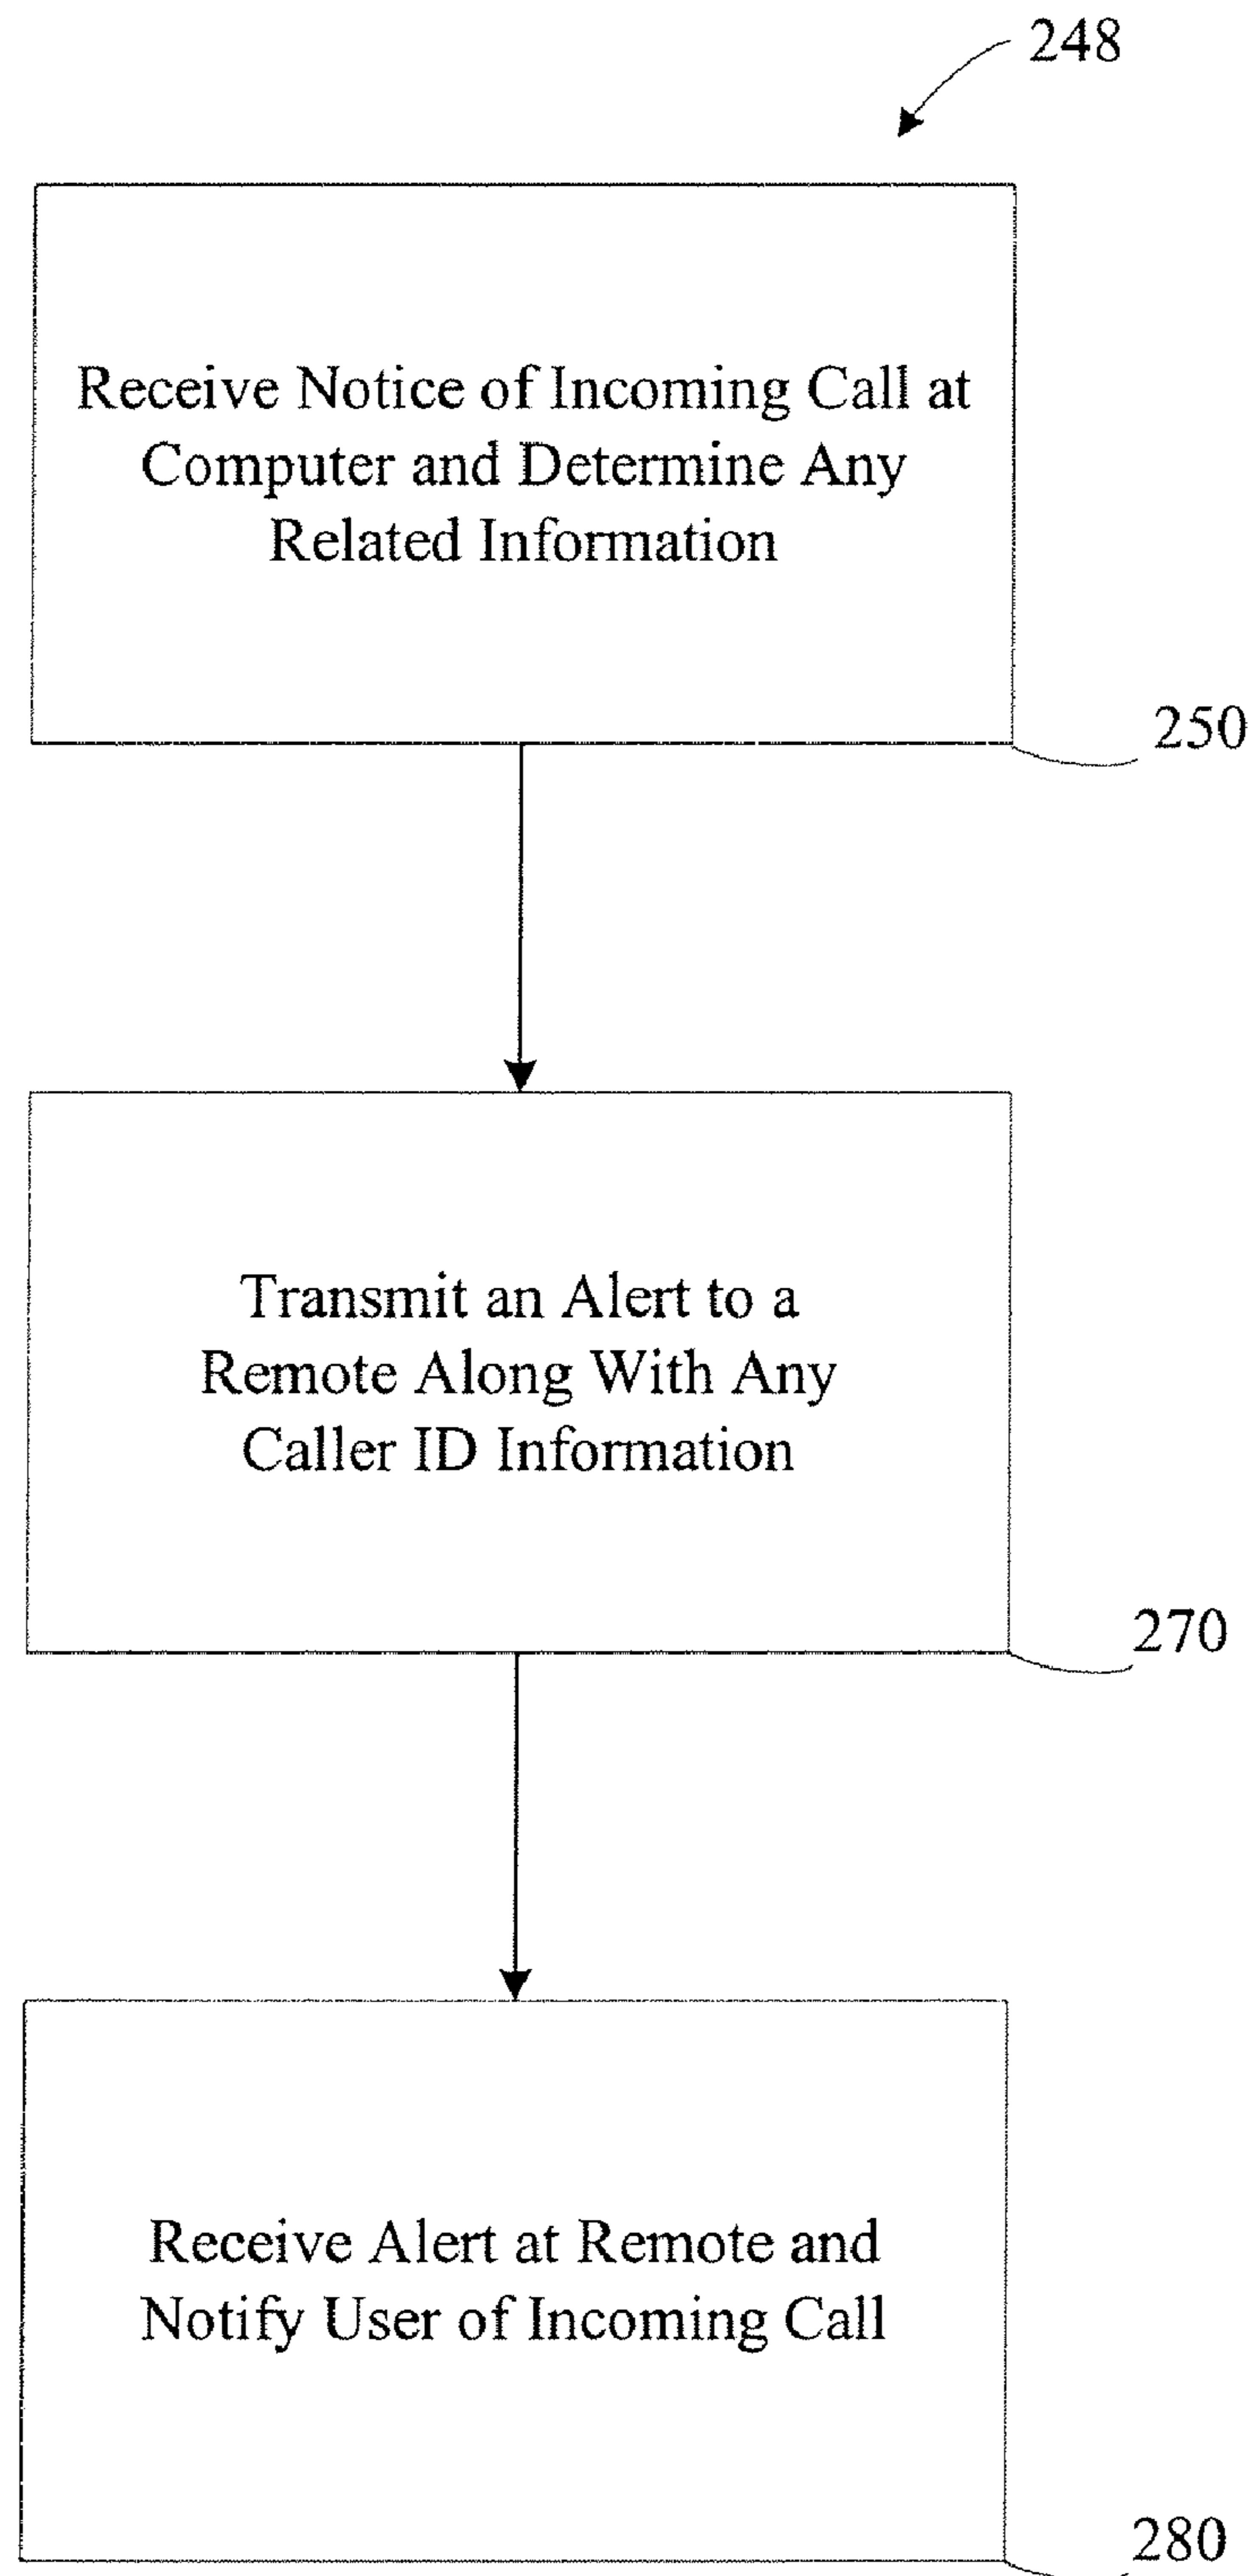 248
Receive Notice of Incoming Call at
Computer and Determine Any
Related Information
250
Transmit an Alert to a
Remote Along With Any
Caller ID Information
270
Receive Alert at Remote and
Notify User of Incoming Call
280